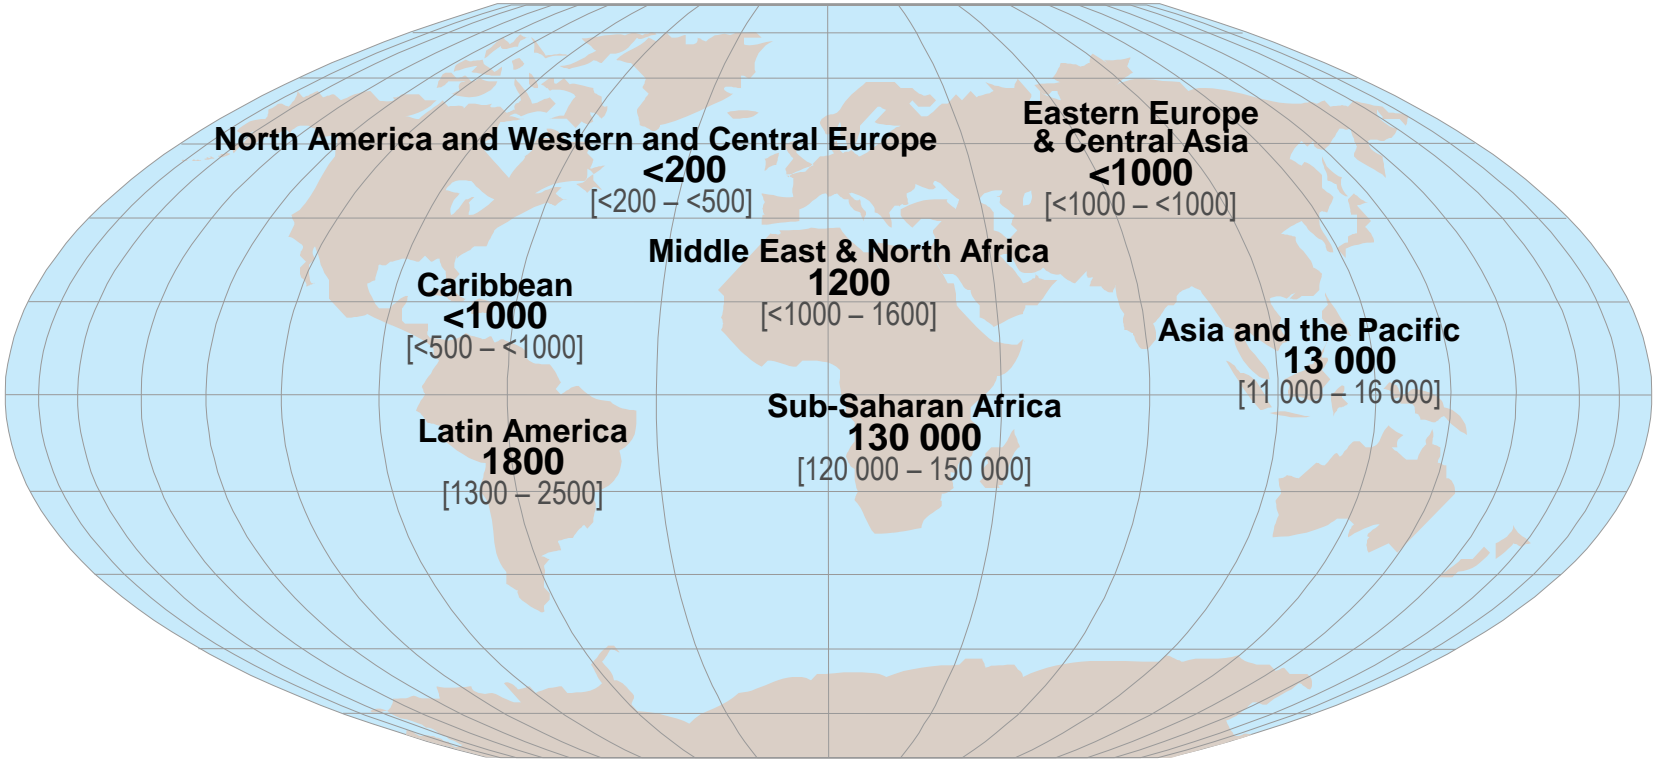 North America and Western and Central Europe
<200
[<200 – <500]
Eastern Europe
& Central Asia
<1000
[<1000 – <1000]
Middle East & North Africa
1200
[<1000 – 1600]
Caribbean
<1000
[<500 – <1000]
Asia and the Pacific
13 000
[11 000 – 16 000]
Sub-Saharan Africa
130 000
[120 000 – 150 000]
Latin America
1800
[1300 – 2500]